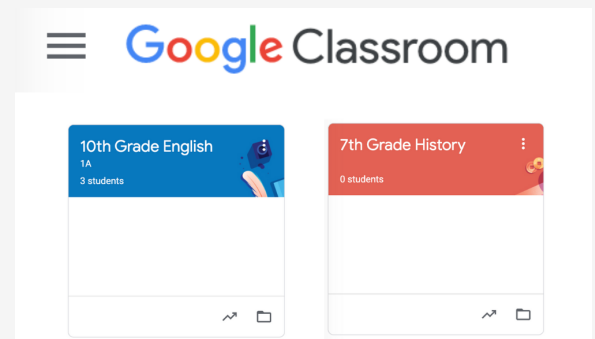 Google Classroom
10th Grade English
1A
3 students
7th Grade History
0 students